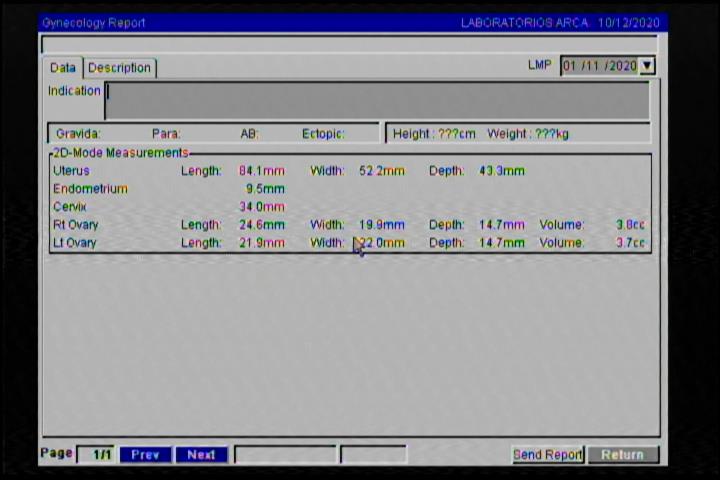 Gynecology Report LABORATORIOS ARCA 10/12/2020
Data Description LMP 01 /11 /2020
Indication
Gravida: Para: AB: Ectopic: Height : ???cm Weight : ???kg
2D-Mode Measurements
Uterus Length: 84.1mm Width: 52.2mm Depth: 43.3mm
Endometrium 9.5mm
Cervix 34.0mm
Rt Ovary Length: 24.6mm Width: 19.9mm Depth: 14.7mm Volume: 3.8cc
Lt Ovary Length: 21.9mm Width: 22.0mm Depth: 14.7mm Volume: 3.7cc
Page 1/1 Prev Next Send Report Return